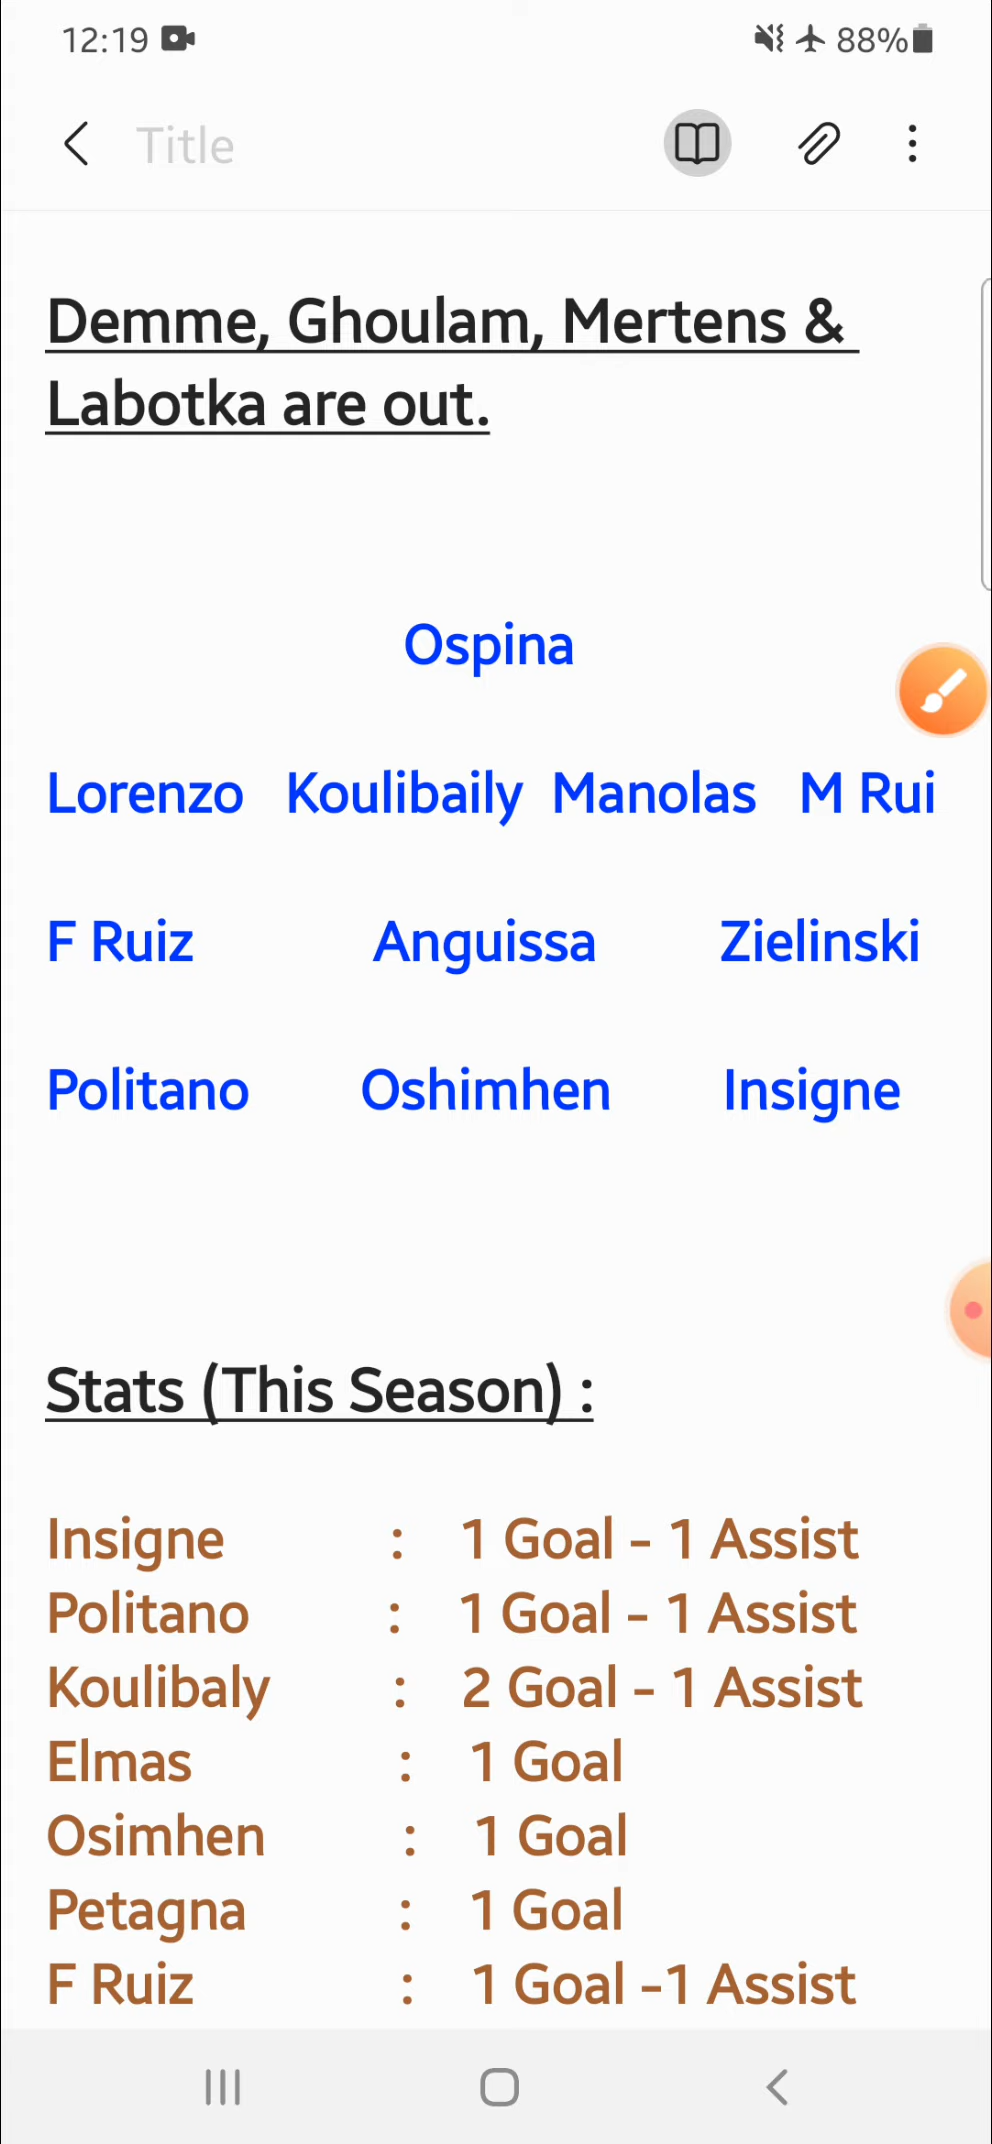 12:19 88%
Title
Demme, Ghoulam, Mertens &
Labotka are out.
Ospina
Lorenzo Koulibaily Manolas M Rui
F Ruiz Anguissa Zielinski
Politano Oshimhen Insigne
Stats (This Season) :
Insigne : 1 Goal - 1 Assist
Politano : 1 Goal - 1 Assist
Koulibaly : 2 Goal - 1 Assist
Elmas : 1 Goal
Osimhen : 1 Goal
Petagna : 1 Goal
F Ruiz : 1 Goal -1 Assist